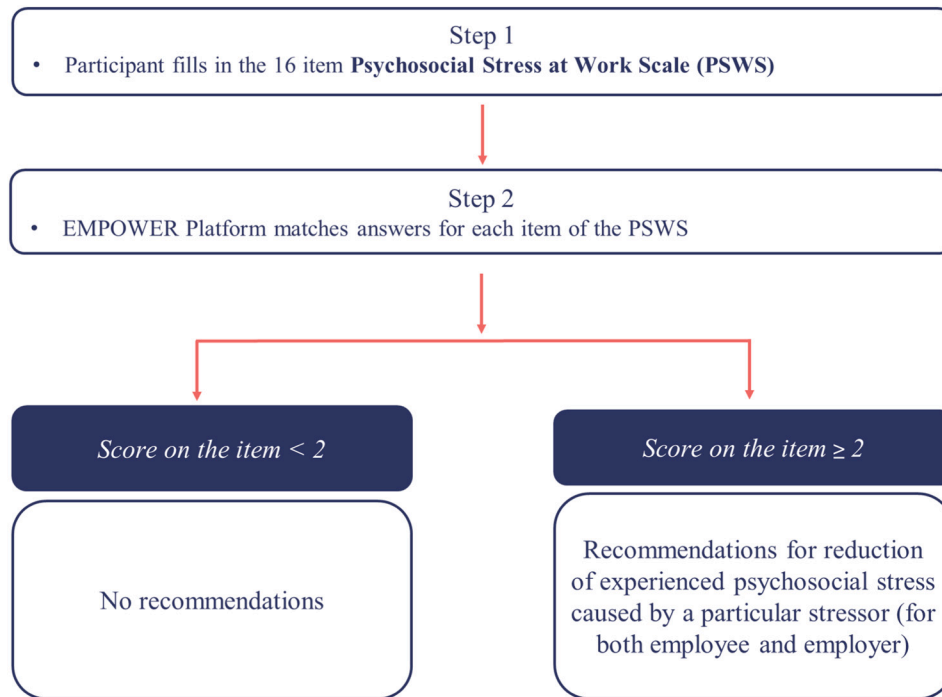 Step 1
• Participant fills in the 16 item Psychosocial Stress at Work Scale (PSWS)
Step 2
• EMPOWER Platform matches answers for each item of the PSWS
Score on the item < 2
Score on the item ≥ 2
No recommendations
Recommendations for reduction
of experienced psychosocial stress
caused by a particular stressor (for
both employee and employer)